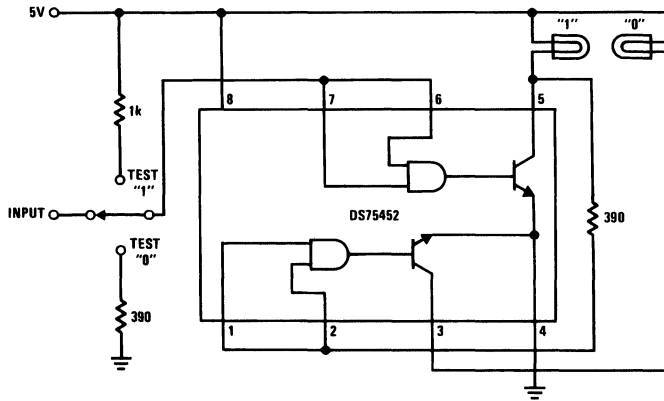 5V
"1" "0"
1k
8 7 6 5
TEST
"1"
INPUT
DS75452
390
TEST
"0"
390
1 2 3 4